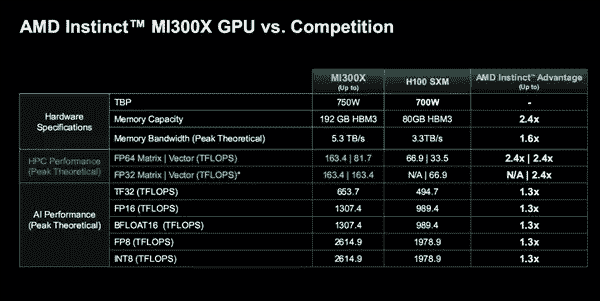 AMD Instinct™ MI300X GPU vs. Competition
MI300X (Up to) H100 SXM AMD Instinct™ Advantage (Up to)
Hardware Specifications
TBP 750W 700W -
Memory Capacity 192 GB HBM3 80GB HBM3 2.4x
Memory Bandwidth (Peak Theoretical) 5.3 TB/s 3.3TB/s 1.6x
HPC Performance (Peak Theoretical)
FP64 Matrix | Vector (TFLOPS) 163.4 | 81.7 66.9 | 33.5 2.4x | 2.4x
FP32 Matrix | Vector (TFLOPS)* 163.4 | 163.4 N/A | 66.9 N/A | 2.4x
AI Performance (Peak Theoretical)
TF32 (TFLOPS) 653.7 494.7 1.3x
FP16 (TFLOPS) 1307.4 989.4 1.3x
BFLOAT16 (TFLOPS) 1307.4 989.4 1.3x
FP8 (TFLOPS) 2614.9 1978.9 1.3x
INT8 (TFLOPS) 2614.9 1978.9 1.3x